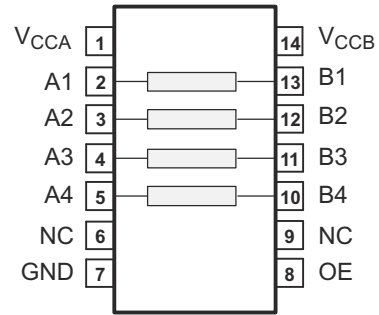 VCCA 1 14 VCCB
A1 2 13 B1
A2 3 12 B2
A3 4 11 B3
A4 5 10 B4
NC 6 9 NC
GND 7 8 OE